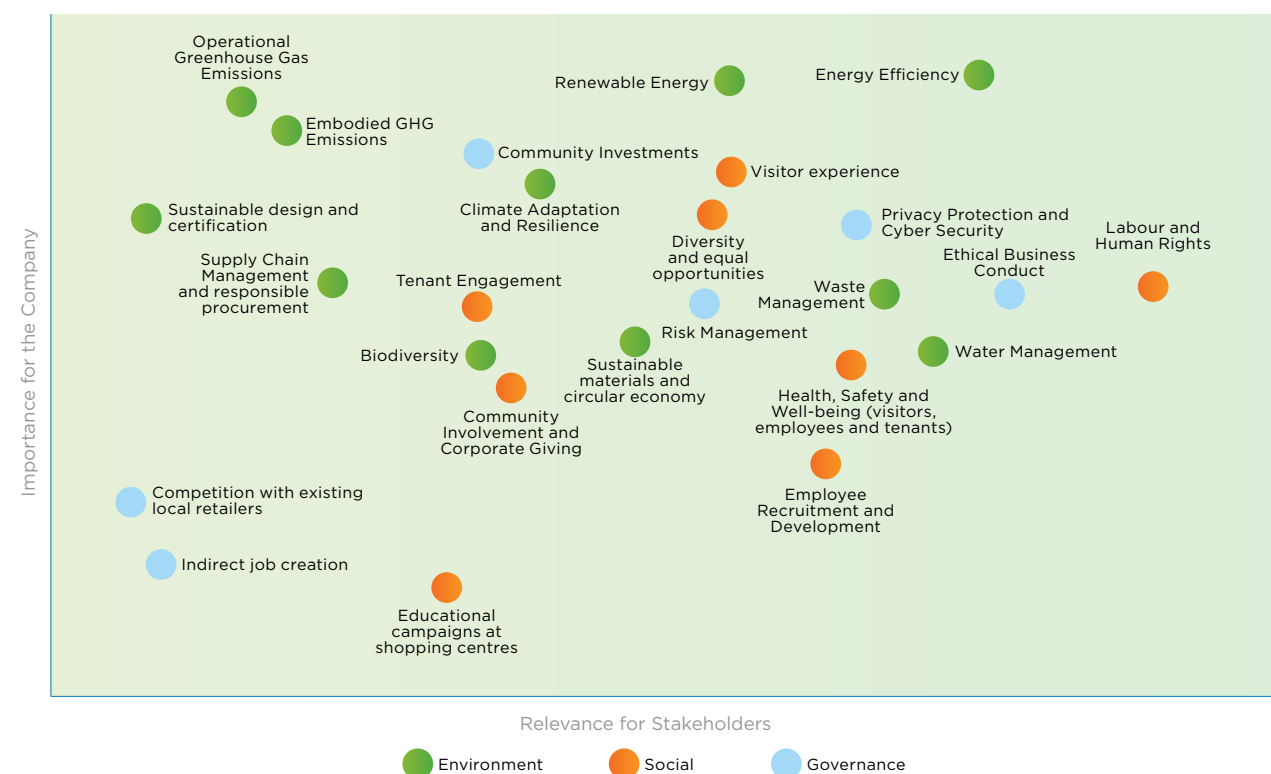 Operational
Greenhouse Gas
Emissions
Embodied GHG
Emissions
Renewable Energy
Energy Efficiency
Community Investments
Climate Adaptation
and Resilience
Visitor experience
Sustainable design and
certification
Diversity
and equal
opportunities
Privacy Protection and
Cyber Security
Labour and
Human Rights
Supply Chain
Management
and responsible
procurement
Tenant Engagement
Ethical Business
Conduct
Waste
Management
Risk Management
Biodiversity
Sustainable
materials and
circular economy
Water Management
Community
Involvement and
Corporate Giving
Health, Safety and
Well-being (visitors,
employees and tenants)
Employee
Recruitment and
Development
Competition with existing
local retailers
Indirect job creation
Educational
campaigns at
shopping centres
Importance for the Company
Relevance for Stakeholders
Environment
Social
Governance